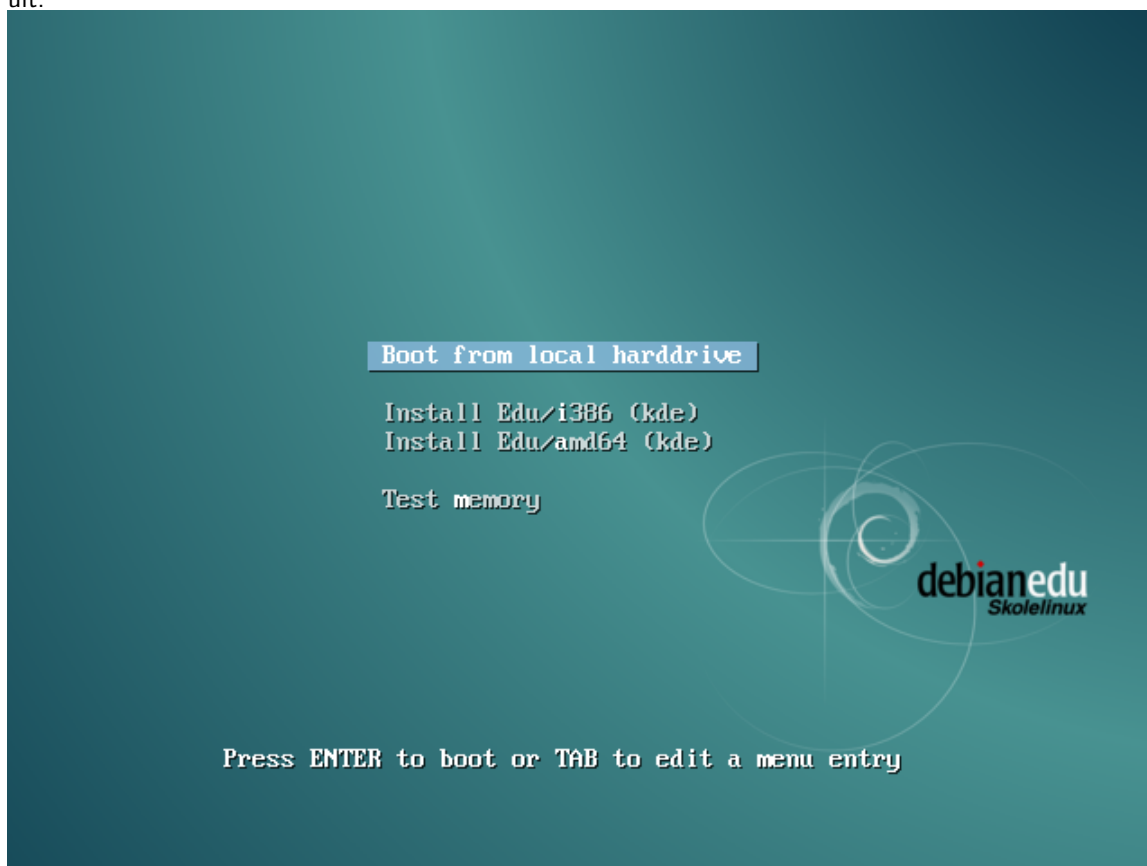 uit:
Boot from local harddrive
Install Edu/i386 (kde)
Install Edu/amd64 (kde)
Test memory
debianedu
Skolelinux
Press ENTER to boot or TAB to edit a menu entry